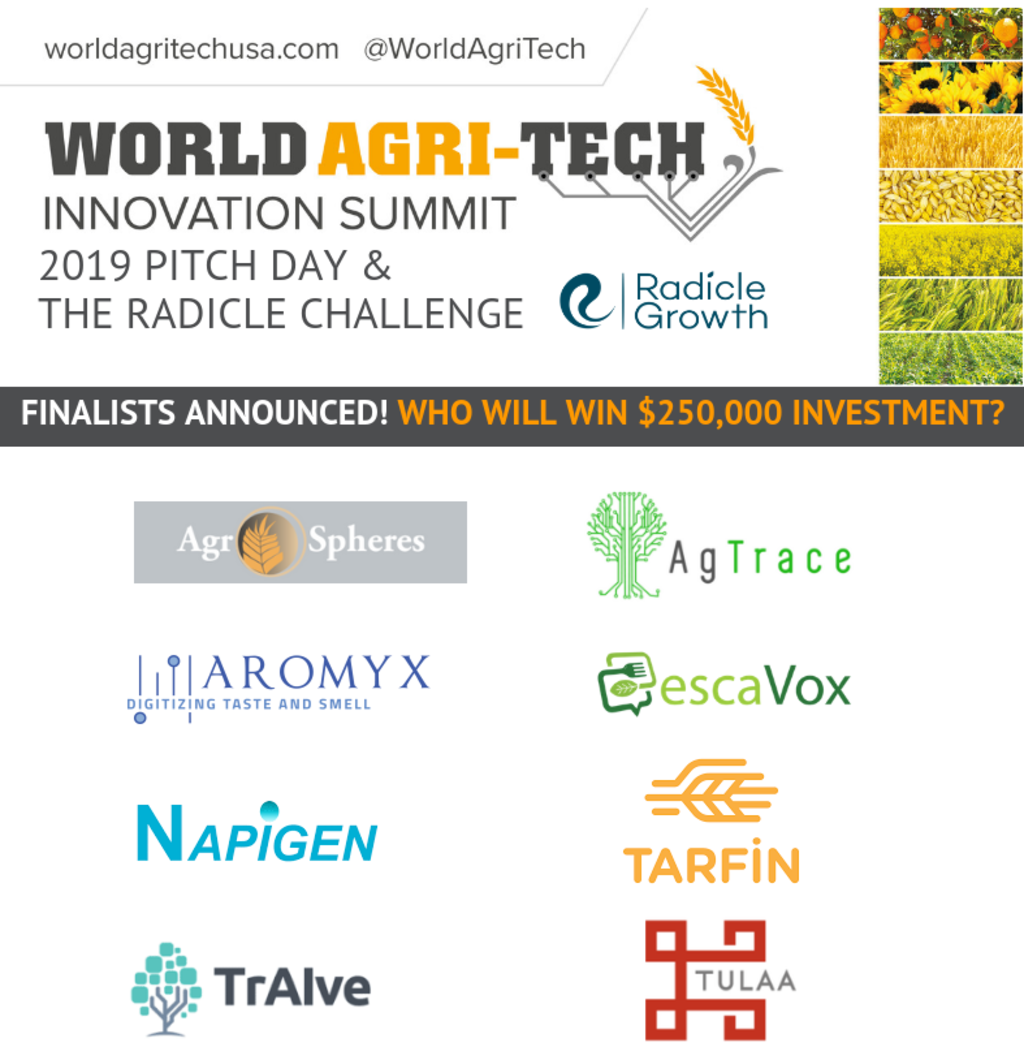 worldagritechusa.com @WorldAgriTech
WORLD AGRI-TECH
INNOVATION SUMMIT
2019 PITCH DAY &
THE RADICLE CHALLENGE
Radicle
Growth
FINALISTS ANNOUNCED! WHO WILL WIN $250,000 INVESTMENT?
Agr Spheres
AgTrace
AROMYX
DIGITIZING TASTE AND SMELL
escaVox
NAPIGEN
TARFİN
TrAIve
TULAA